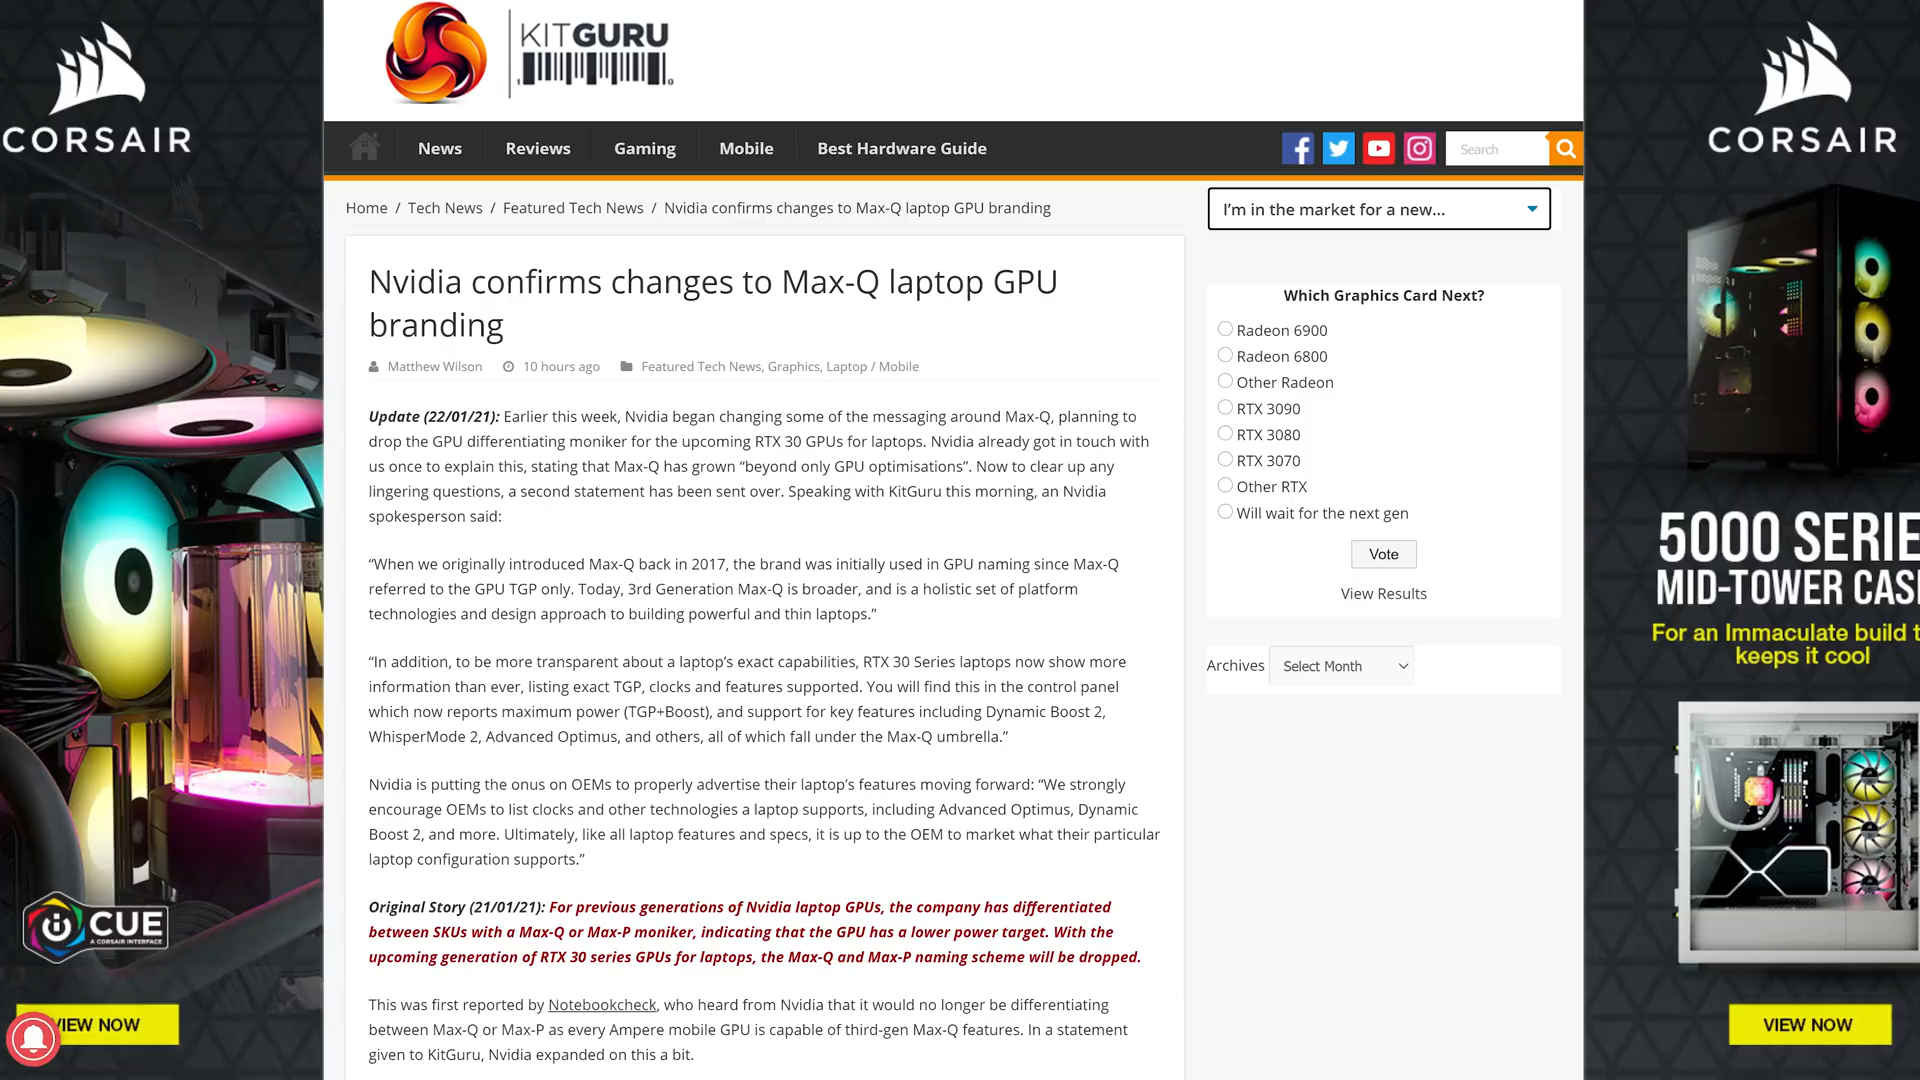 CORSAIR
KITGURU
CORSAIR
News
Reviews
Gaming
Mobile
Best Hardware Guide
Search
Home / Tech News / Featured Tech News / Nvidia confirms changes to Max-Q laptop GPU branding
I'm in the market for a new...
Nvidia confirms changes to Max-Q laptop GPU
branding
Matthew Wilson
10 hours ago
Featured Tech News, Graphics, Laptop / Mobile
Update (22/01/21): Earlier this week, Nvidia began changing some of the messaging around Max-Q, planning to
drop the GPU differentiating moniker for the upcoming RTX 30 GPUs for laptops. Nvidia already got in touch with
us once to explain this, stating that Max-Q has grown “beyond only GPU optimisations”. Now to clear up any
lingering questions, a second statement has been sent over. Speaking with KitGuru this morning, an Nvidia
spokesperson said:
“When we originally introduced Max-Q back in 2017, the brand was initially used in GPU naming since Max-Q
referred to the GPU TGP only. Today, 3rd Generation Max-Q is broader, and is a holistic set of platform
technologies and design approach to building powerful and thin laptops.”
“In addition, to be more transparent about a laptop’s exact capabilities, RTX 30 Series laptops now show more
information than ever, listing exact TGP, clocks and features supported. You will find this in the control panel
which now reports maximum power (TGP+Boost), and support for key features including Dynamic Boost 2,
WhisperMode 2, Advanced Optimus, and others, all of which fall under the Max-Q umbrella.”
Nvidia is putting the onus on OEMs to properly advertise their laptop’s features moving forward: “We strongly
encourage OEMs to list clocks and other technologies a laptop supports, including Advanced Optimus, Dynamic
Boost 2, and more. Ultimately, like all laptop features and specs, it is up to the OEM to market what their particular
laptop configuration supports.”
Original Story (21/01/21): For previous generations of Nvidia laptop GPUs, the company has differentiated
between SKUs with a Max-Q or Max-P moniker, indicating that the GPU has a lower power target. With the
upcoming generation of RTX 30 series GPUs for laptops, the Max-Q and Max-P naming scheme will be dropped.
This was first reported by Notebookcheck, who heard from Nvidia that it would no longer be differentiating
between Max-Q or Max-P as every Ampere mobile GPU is capable of third-gen Max-Q features. In a statement
given to KitGuru, Nvidia expanded on this a bit.
Which Graphics Card Next?
Radeon 6900
Radeon 6800
Other Radeon
RTX 3090
RTX 3080
RTX 3070
Other RTX
Will wait for the next gen
Vote
View Results
Archives
Select Month
CUE
A CORSAIR INTERFACE
VIEW NOW
5000 SERIE
MID-TOWER CAS
For an Immaculate build t
keeps it cool
VIEW NOW